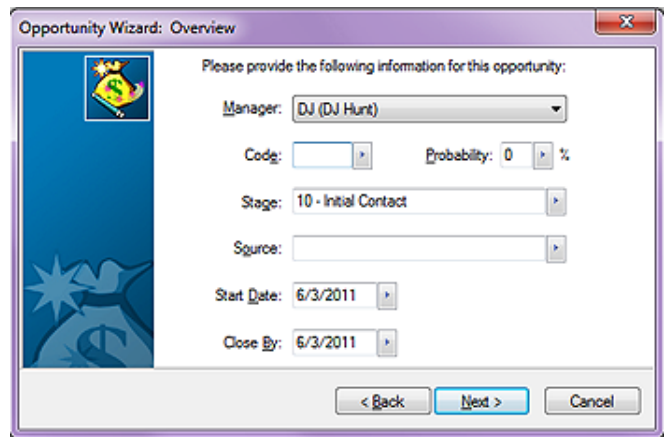 Opportunity Wizard: Overview
Please provide the following information for this opportunity:
Manager: DJ (DJ Hunt)
Code: Probability: 0 %
Stage: 10 - Initial Contact
Source:
Start Date: 6/3/2011
Close By: 6/3/2011
< Back Next > Cancel